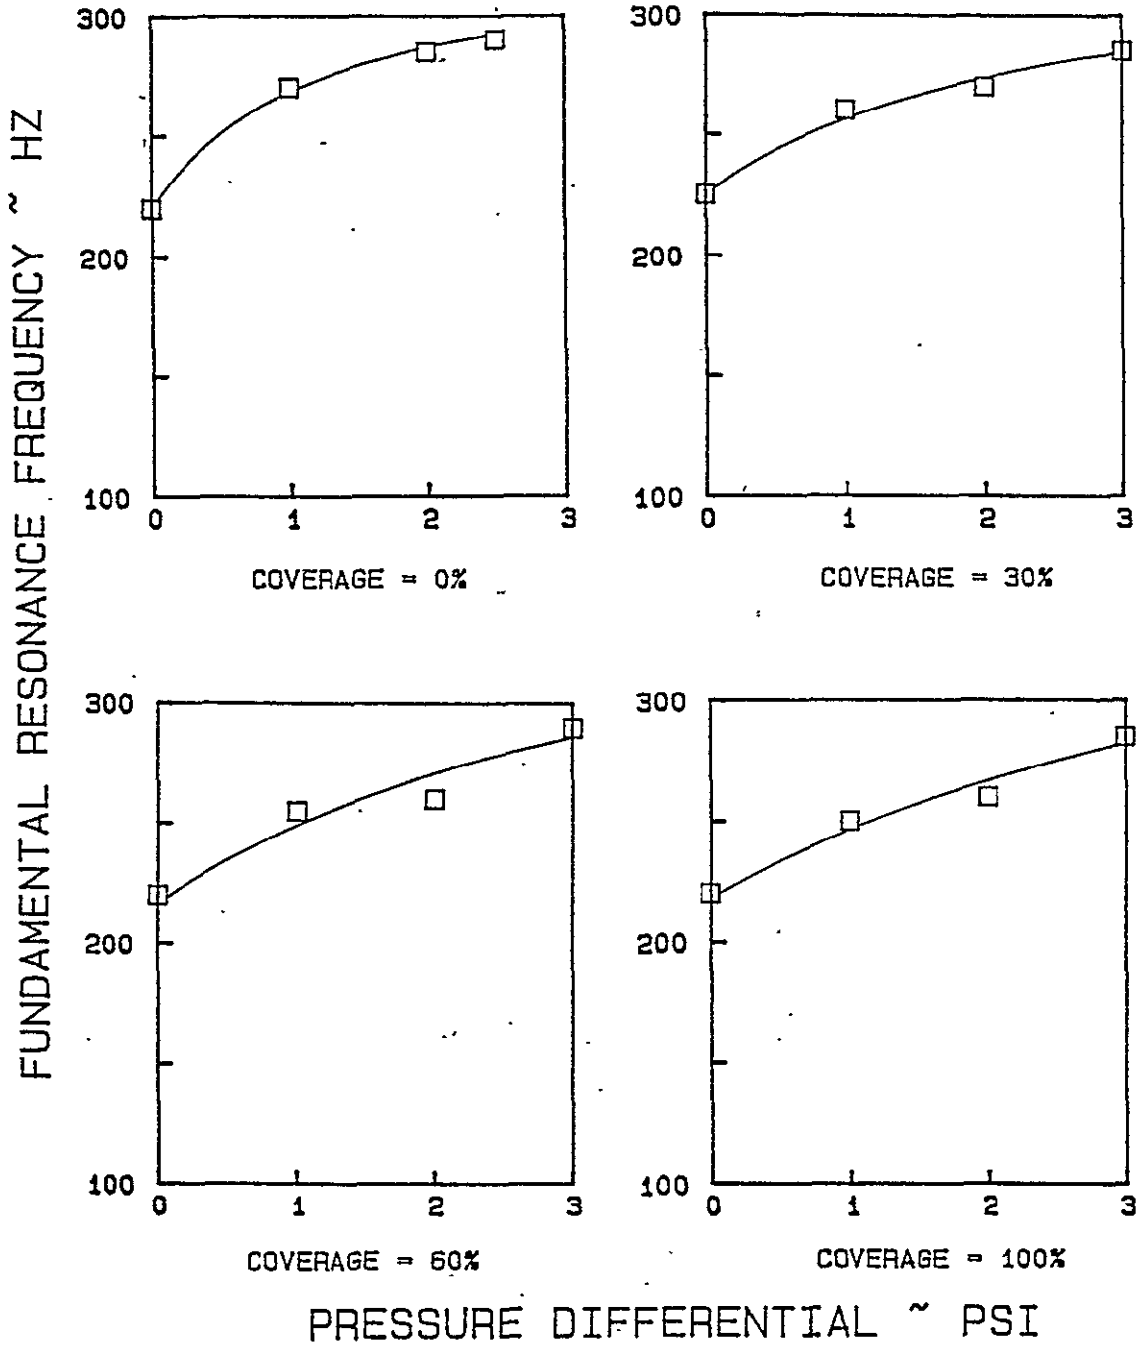 FUNDAMENTAL RESONANCE FREQUENCY ~ HZ
300
200
100
0 1 2 3
COVERAGE = 0%
300
200
100
0 1 2 3
COVERAGE = 30%
300
200
100
0 1 2 3
COVERAGE = 60%
300
200
100
0 1 2 3
COVERAGE = 100%
PRESSURE DIFFERENTIAL ~ PSI